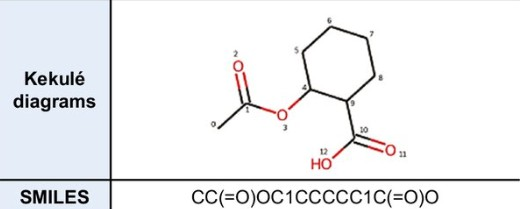 Kekulé
diagrams
6
7
5
2
O
8
4
1
9
O
0
3
10
12
O
11
HO
SMILES
CC(=O)OC1CCCCC1C(=O)O